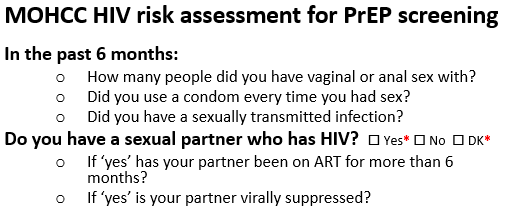 MOHCC HIV risk assessment for PrEP screening
In the past 6 months:
o How many people did you have vaginal or anal sex with?
o Did you use a condom every time you had sex?
o Did you have a sexually transmitted infection?
Do you have a sexual partner who has HIV? ☐ Yes* ☐ No ☐ DK*
o If ‘yes’ has your partner been on ART for more than 6
months?
o If ‘yes’ is your partner virally suppressed?